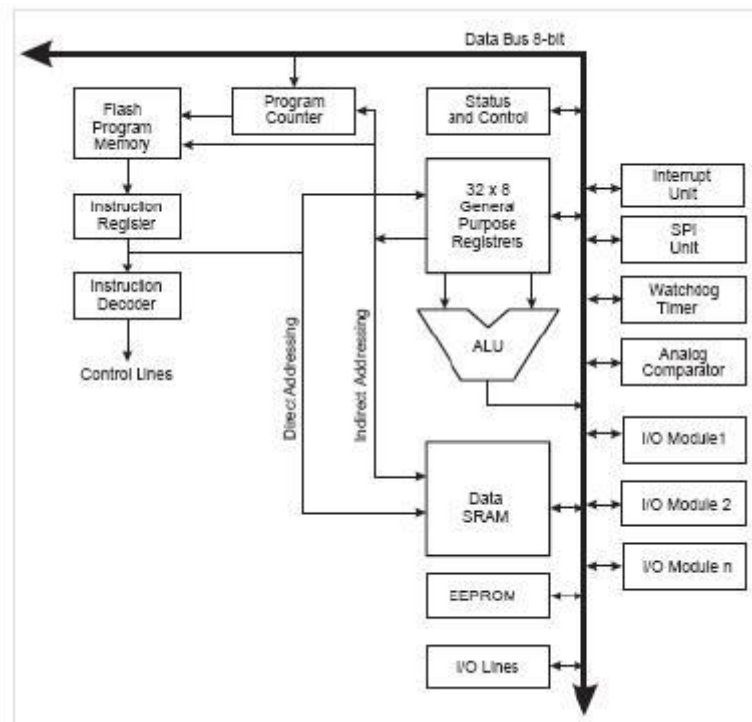 Data Bus 8-bit
Flash
Program
Memory
Program
Counter
Status
and Control
Instruction
Register
32 x 8
General
Purpose
Registrers
Interrupt
Unit
SPI
Unit
Instruction
Decoder
Watchdog
Timer
Control Lines
Direct Addressing
Indirect Addressing
ALU
Analog
Comparator
I/O Module1
Data
SRAM
I/O Module 2
I/O Module n
EEPROM
I/O Lines